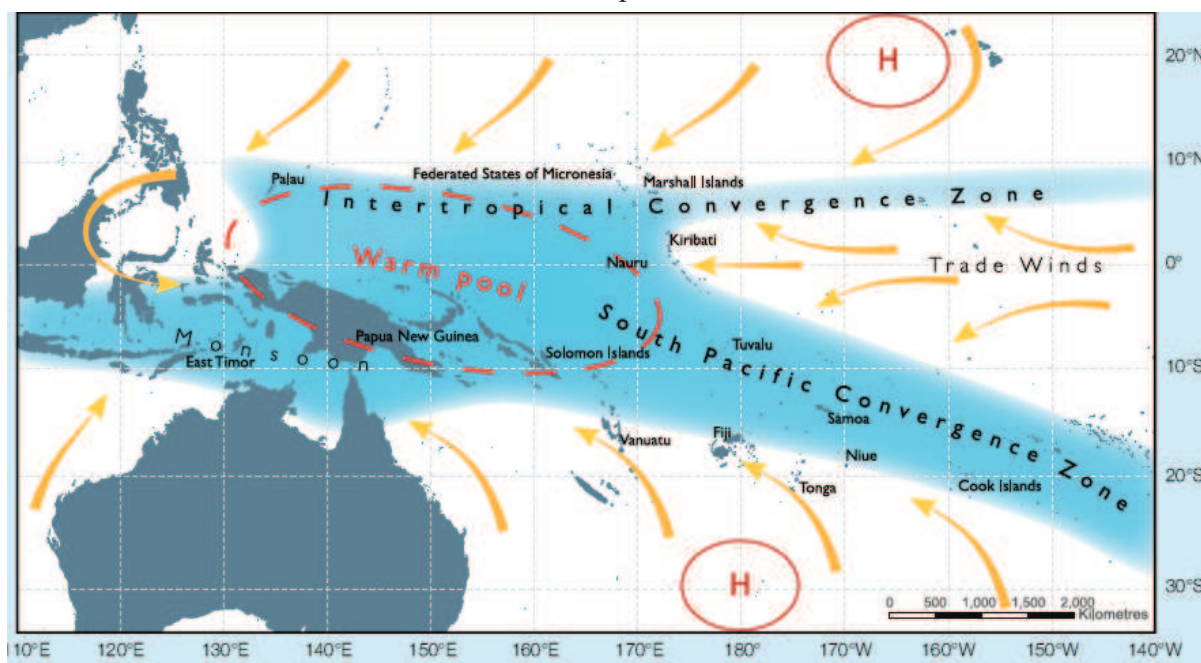 H
20°N
10°N
Palau
Federated States of Micronesia
Marshall Islands
Intertropical Convergence Zone
Kiribati
Warm pool
Nauru
Trade Winds
0°
South Pacific Convergence Zone
Monsoon
Papua New Guinea
Solomon Islands
Tuvalu
East Timor
10°S
Samoa
Vanuatu
Fiji
Niue
Tonga
Cook Islands
20°S
H
30°S
0 500 1,000 1,500 2,000
Kilometres
110°E 120°E 130°E 140°E 150°E 160°E 170°E 180° 170°W 160°W 150°W 140°W